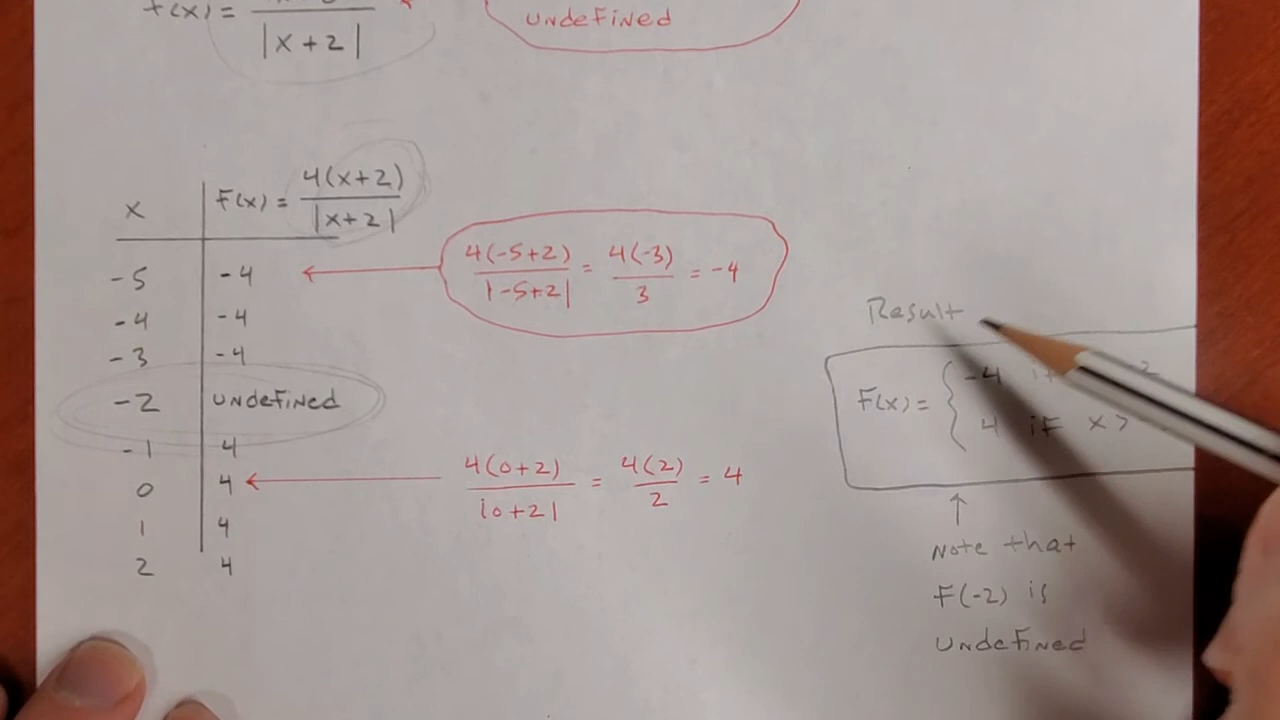 f(x) =
|x+2|
UNDEFINED
x F(x) = 4(x+2) / |x+2|
-5 -4
-4 -4
-3 -4
-2 UNDEFINED
-1 4
0 4
1 4
2 4
4(-5+2) / |-5+2| = 4(-3) / 3 = -4
4(0+2) / |0+2| = 4(2) / 2 = 4
Result
F(x) = {
-4 2
4 if x >
↑
Note that
F(-2) is
UNDEFINED